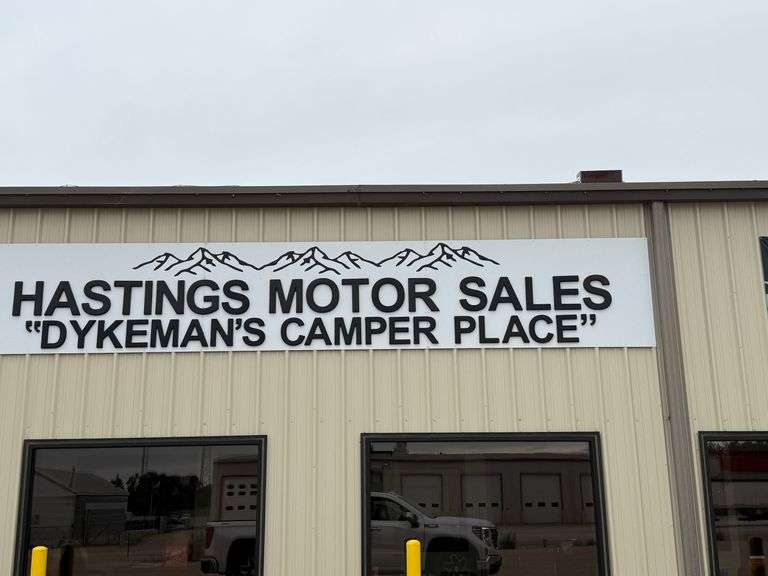 HASTINGS MOTOR SALES
"DYKEMAN'S CAMPER PLACE"